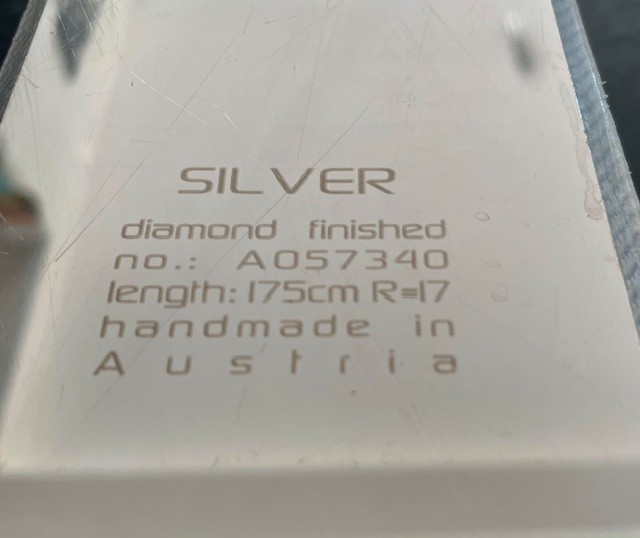 SILVER
diamond finished
no.: A057340
length: 175cm R=17
handmade in
Austria